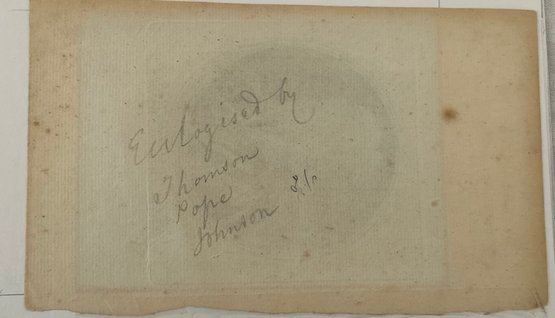 Eulogised by
Thomson
Pope
Johnson